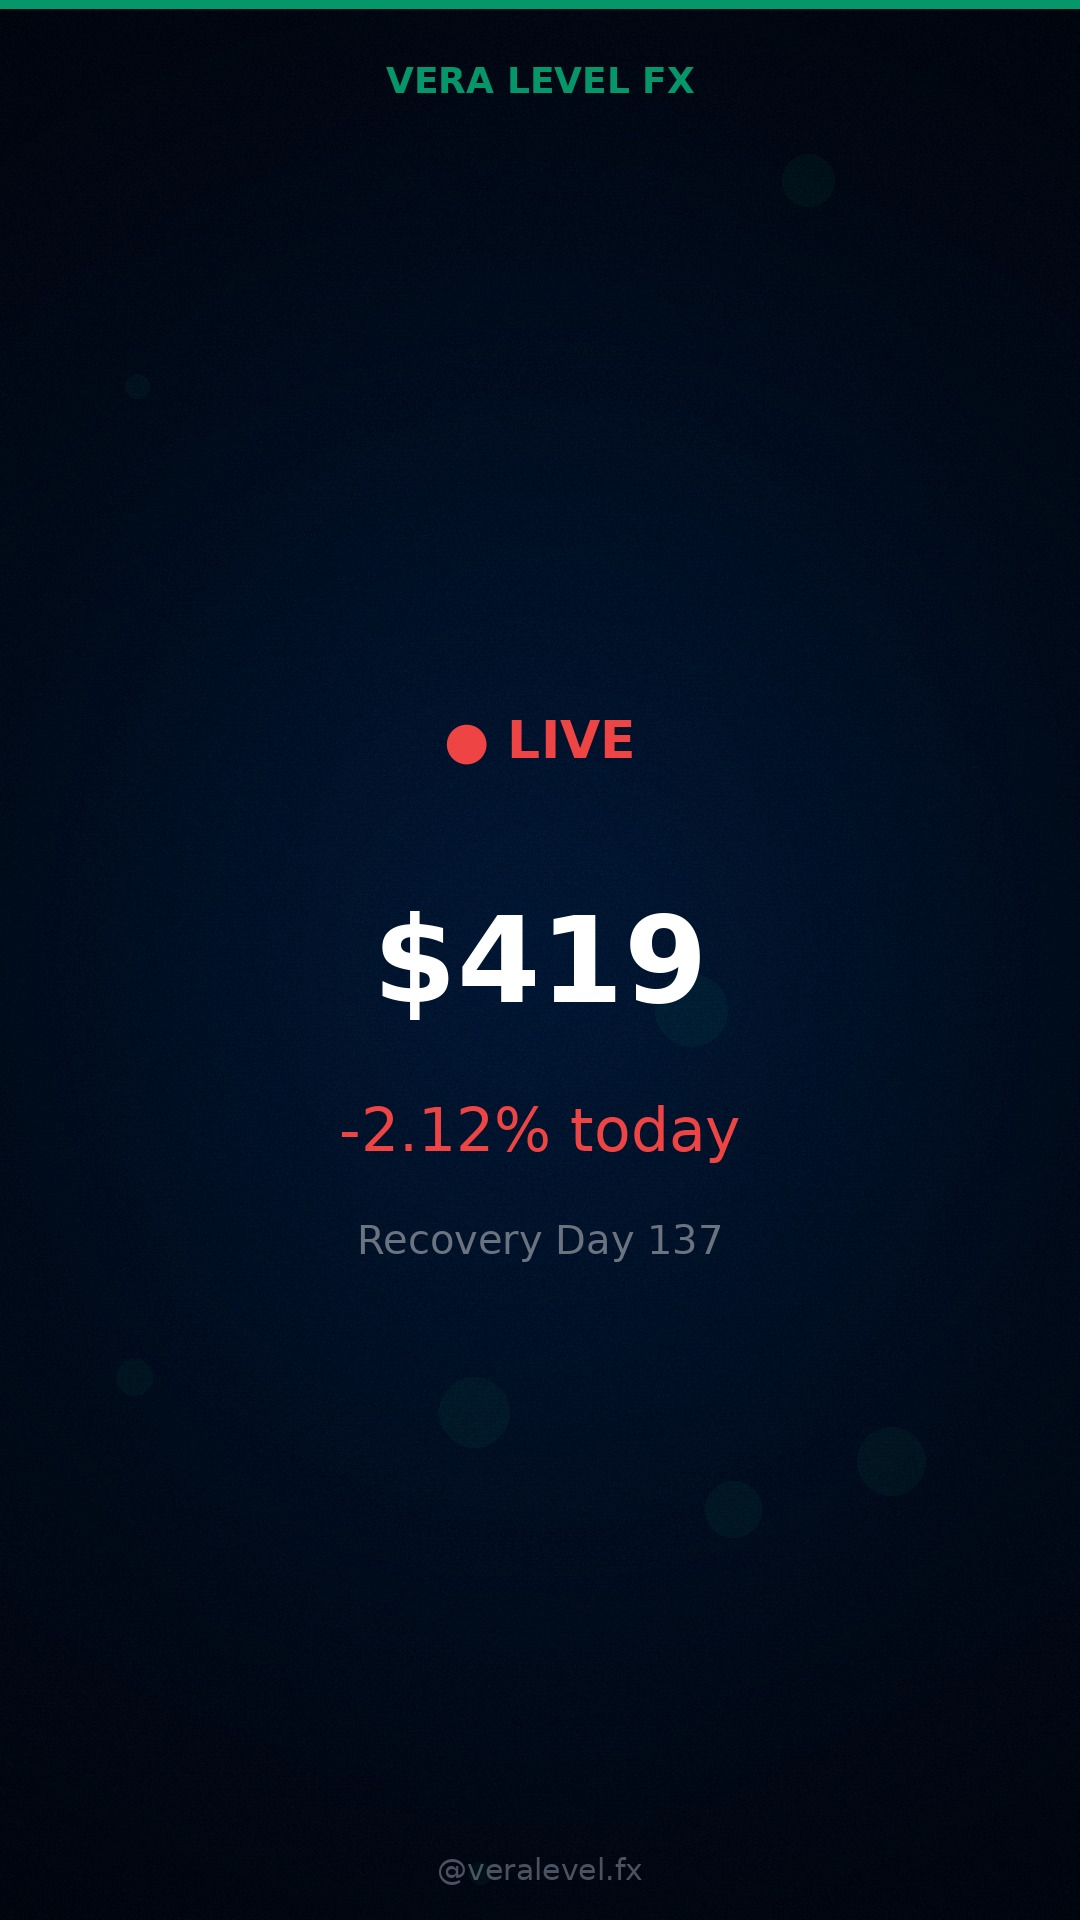 VERA LEVEL FX
● LIVE
$419
-2.12% today
Recovery Day 137
@veralevel.fx